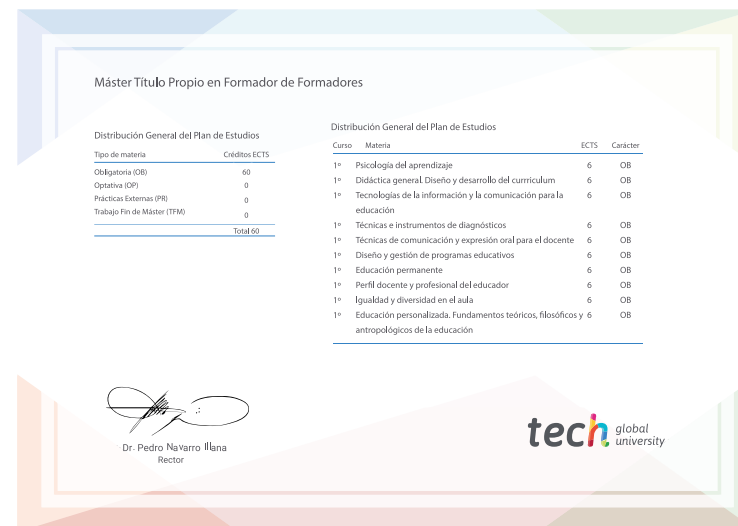 Máster Título Propio en Formador de Formadores
Distribución General del Plan de Estudios
Tipo de materia Créditos ECTS
Obligatoria (OB) 60
Optativa (OP) 0
Prácticas Externas (PR) 0
Trabajo Fin de Máster (TFM) 0
Total 60
Distribución General del Plan de Estudios
Curso Materia ECTS Carácter
1º Psicología del aprendizaje 6 OB
1º Didáctica general. Diseño y desarrollo del currriculum 6 OB
1º Tecnologías de la información y la comunicación para la 6 OB
educación
1º Técnicas e instrumentos de diagnósticos 6 OB
1º Técnicas de comunicación y expresión oral para el docente 6 OB
1º Diseño y gestión de programas educativos 6 OB
1º Educación permanente 6 OB
1º Perfil docente y profesional del educador 6 OB
1º Igualdad y diversidad en el aula 6 OB
1º Educación personalizada. Fundamentos teóricos, filosóficos y 6 OB
antropológicos de la educación
Dr. Pedro Navarro Illana
Rector
tech global
university